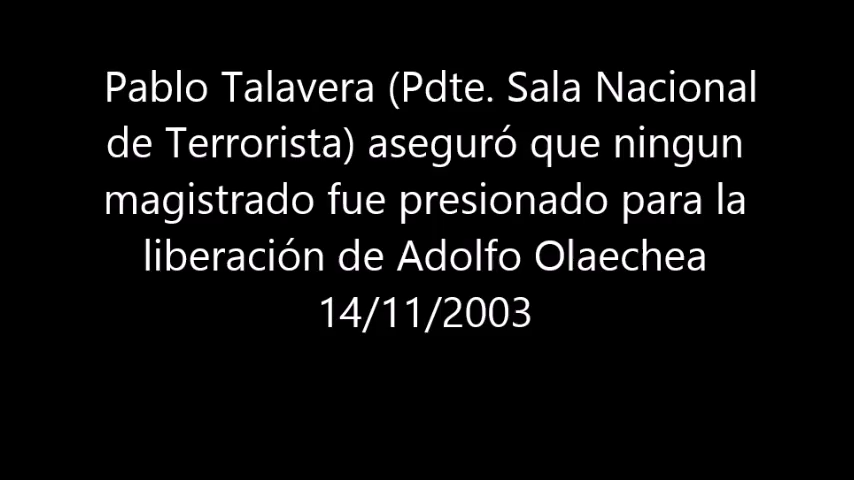 Pablo Talavera (Pdte. Sala Nacional
de Terrorista) aseguró que ningun
magistrado fue presionado para la
liberación de Adolfo Olaechea
14/11/2003